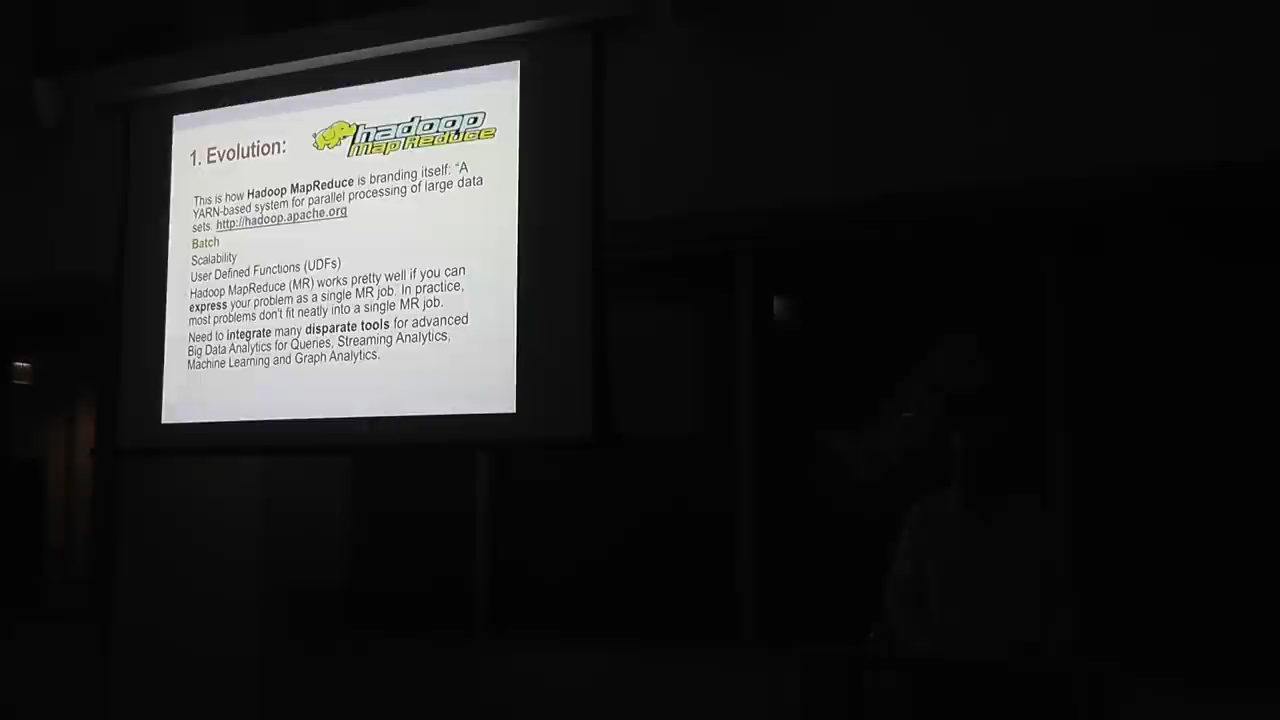 1. Evolution:
hadoop
Map Reduce
This is how Hadoop MapReduce is branding itself: “A
YARN-based system for parallel processing of large data
sets. http://hadoop.apache.org
Batch
Scalability
User Defined Functions (UDFs)
Hadoop MapReduce (MR) works pretty well if you can
express your problem as a single MR job. In practice,
most problems don't fit neatly into a single MR job.
Need to integrate many disparate tools for advanced
Big Data Analytics for Queries, Streaming Analytics,
Machine Learning and Graph Analytics.